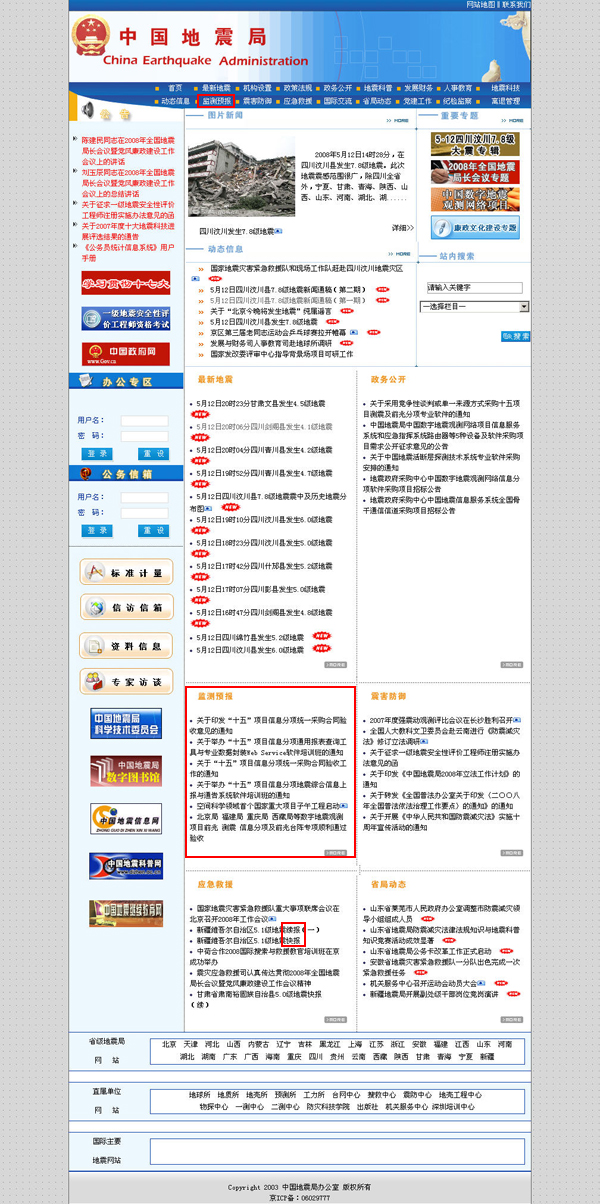 网站地图 || 联系我们
中国地震局
China Earthquake Administration
首页 最新地震 机构设置 政策法规 政务公开 地震科普 发展财务 人事教育 地震科技
动态信息 监测预报 震害防御 应急救援 国际交流 省局动态 党建工作 纪检监察 离退管理
公告
陈建民同志在2008年全国地震
局长会议暨党风廉政建设工作
会议上的讲话
刘玉辰同志在2008年全国地震
局长会议暨党风廉政建设工作
会议上的总结讲话
关于征求一级地震安全性评价
工程师注册实施办法意见的函
关于2007年度十大地震科技进
展评选结果的通告
《公务员统计信息系统》用户
手册
学习贯彻十七大
一级地震安全性评
价工程师资格考试
中国政府网
www.Gov.cn
办公专区
用户名：
密 码：
登 录 重 设
公务信箱
用户名：
密 码：
登 录 重 设
标准计量
信访信箱
资料信息
专家访谈
中国地震局
科学技术委员会
中国地震局
数字图书馆
中国地震信息网
ZHONG GUO DI ZHEN XIN XI WANG
中国地震科普网
中国地震继续教育网
图片新闻
>> HOME
2008年5月12日14时28分，在
四川汶川发生7.8级地震。此次
地震震感范围很广，除四川全省
外，宁夏、甘肃、青海、陕西、山
西、山东、河南、湖北、湖......
四川汶川发生7.8级地震
详细>>
重要专题
>> HOME
5·12四川汶川7.8级
大震专辑
2008年全国地震
局长会议专题
中国数字地震
观测网络项目
廉政文化建设专题
动态信息
>> HOME
国家地震灾害紧急救援队和现场工作队赶赴四川汶川地震灾区
5月12日四川汶川县7.8级地震新闻通稿（第二期）
5月12日四川汶川县7.8级地震新闻通稿（第一期）
关于“北京今晚将发生地震”纯属谣言
5月12日四川汶川县发生7.8级地震
京区第三届老同志运动会乒乓球赛拉开帷幕
发展与财务司人事教育司赴地球所调研
国家发改委评审中心指导背景场项目可研工作
站内搜索
请输入关键字
—选择栏目—
搜索
最新地震
5月12日20时23分甘肃文县发生4.5级地震
NEW
5月12日20时06分四川剑阁县发生4.1级地震
NEW
5月12日20时04分四川青川县发生4.2级地震
NEW
5月12日19时52分四川青川县发生4.7级地震
NEW
5月12日四川汶川县7.8级地震震中及历史地震分
布图 NEW
5月12日19时10分四川汶川县发生6.0级地震
NEW
5月12日18时23分四川汶川县发生5.0级地震
NEW
5月12日17时42分四川什邡县发生5.2级地震
NEW
5月12日17时07分四川彭县发生5.0级地震
NEW
5月12日16时47分四川剑阁县发生4.8级地震
NEW
5月12日四川绵竹县发生5.2级地震 NEW
5月12日四川汶川县发生6.0级地震 NEW
MORE
政务公开
关于采用竞争性谈判或单一来源方式采购十五项
目测震及前兆分项专业软件的通知
中国地震局中国数字地震观测网络项目信息服务
系统和应急指挥系统路由器等5种设备及软件采购项
目需求公开征求意见的公告
关于中国地震活断层探测技术系统专业软件采购
安排的通知
地震政府采购中心中国数字地震观测网络信息分
项软件采购项目招标公告
地震政府采购中心中国地震信息服务系统全国骨
干通信信道采购项目招标公告
MORE
监测预报
关于印发“十五”项目信息分项统一采购合同验
收意见的通知
关于举办“十五”项目信息分项通用报表查询工
具与专业数据封装Web Service软件培训班的通知
关于“十五”项目信息分项统一采购合同验收工
作的通知
关于举办“十五”项目信息分项地震综合信息上
报与通告系统软件培训班的通知
空间科学领域首个国家重大项目子午工程启动
北京局 福建局 重庆局 西藏局等数字地震观测
项目前兆 测震 信息分项及前兆台阵专项顺利通过
验收
MORE
震害防御
2007年度强震动观测评比会议在长沙胜利召开
全国人大教科文卫委员会赴云南进行《防震减灾
法》修订立法调研
关于征求一级地震安全性评价工程师注册实施办
法意见的函
关于印发《中国地震局2008年立法工作计划》的
通知
关于转发《全国普法办公室关于印发（二〇〇八
年全国普法依法治理工作要点）的通知》的通知
关于开展《中华人民共和国防震减灾法》实施十
周年宣传活动的通知
MORE
应急救援
国家地震灾害紧急救援队重大事项联席会议在
北京召开2008年工作会议
新疆维吾尔自治区5.1级地震续报（一）
新疆维吾尔自治区5.1级地震快报
中荷合作2008国际搜索与救援教官培训班在京
成功举办
震灾应急救援司认真传达贯彻2008年全国地震
局长会议暨党风廉政建设工作会议精神
甘肃省肃南裕固族自治县5.0级地震快报
（续）
MORE
省局动态
山东省莱芜市人民政府办公室调整市防震减灾领
导小组组成人员
山东省地震局防震减灾法律法规知识与地震科普
知识竞赛活动成效显著
山东省地震局公务卡改革工作正式启动
安徽省地震灾害紧急救援队一分队出色完成一次
紧急救援任务
机关服务中心召开运动会动员大会
新疆地震局开展副处级干部岗位竞岗演讲
MORE
省级地震局
网 站
北京 天津 河北 山西 内蒙古 辽宁 吉林 黑龙江 上海 江苏 浙江 安徽 福建 江西 山东 河南
湖北 湖南 广东 广西 海南 重庆 四川 贵州 云南 西藏 陕西 甘肃 青海 宁夏 新疆
直属单位
网 站
地球所 地质所 地壳所 预测所 工力所 台网中心 搜救中心 震防中心 地壳工程中心
物探中心 一测中心 二测中心 防灾科技学院 出版社 机关服务中心 深圳培训中心
国际主要
地震网站
Copyright 2003 中国地震局办公室 版权所有
京ICP备：06029777